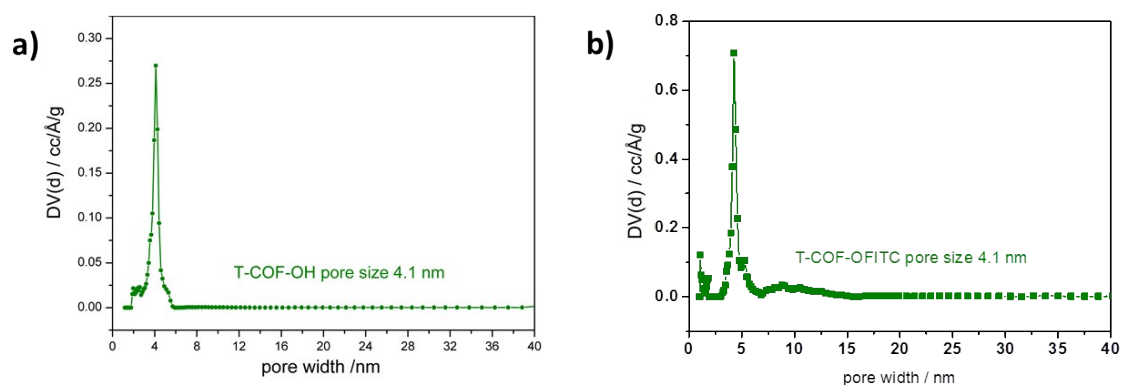 a)
0.30
0.25
0.20
0.15
0.10
0.05
0.00
DV(d) / cc/Å/g
T-COF-OH pore size 4.1 nm
0 4 8 12 16 20 24 28 32 36 40
pore width /nm
b)
0.8
0.6
0.4
0.2
0.0
DV(d) / cc/Å/g
T-COF-OFITC pore size 4.1 nm
0 5 10 15 20 25 30 35 40
pore width / nm